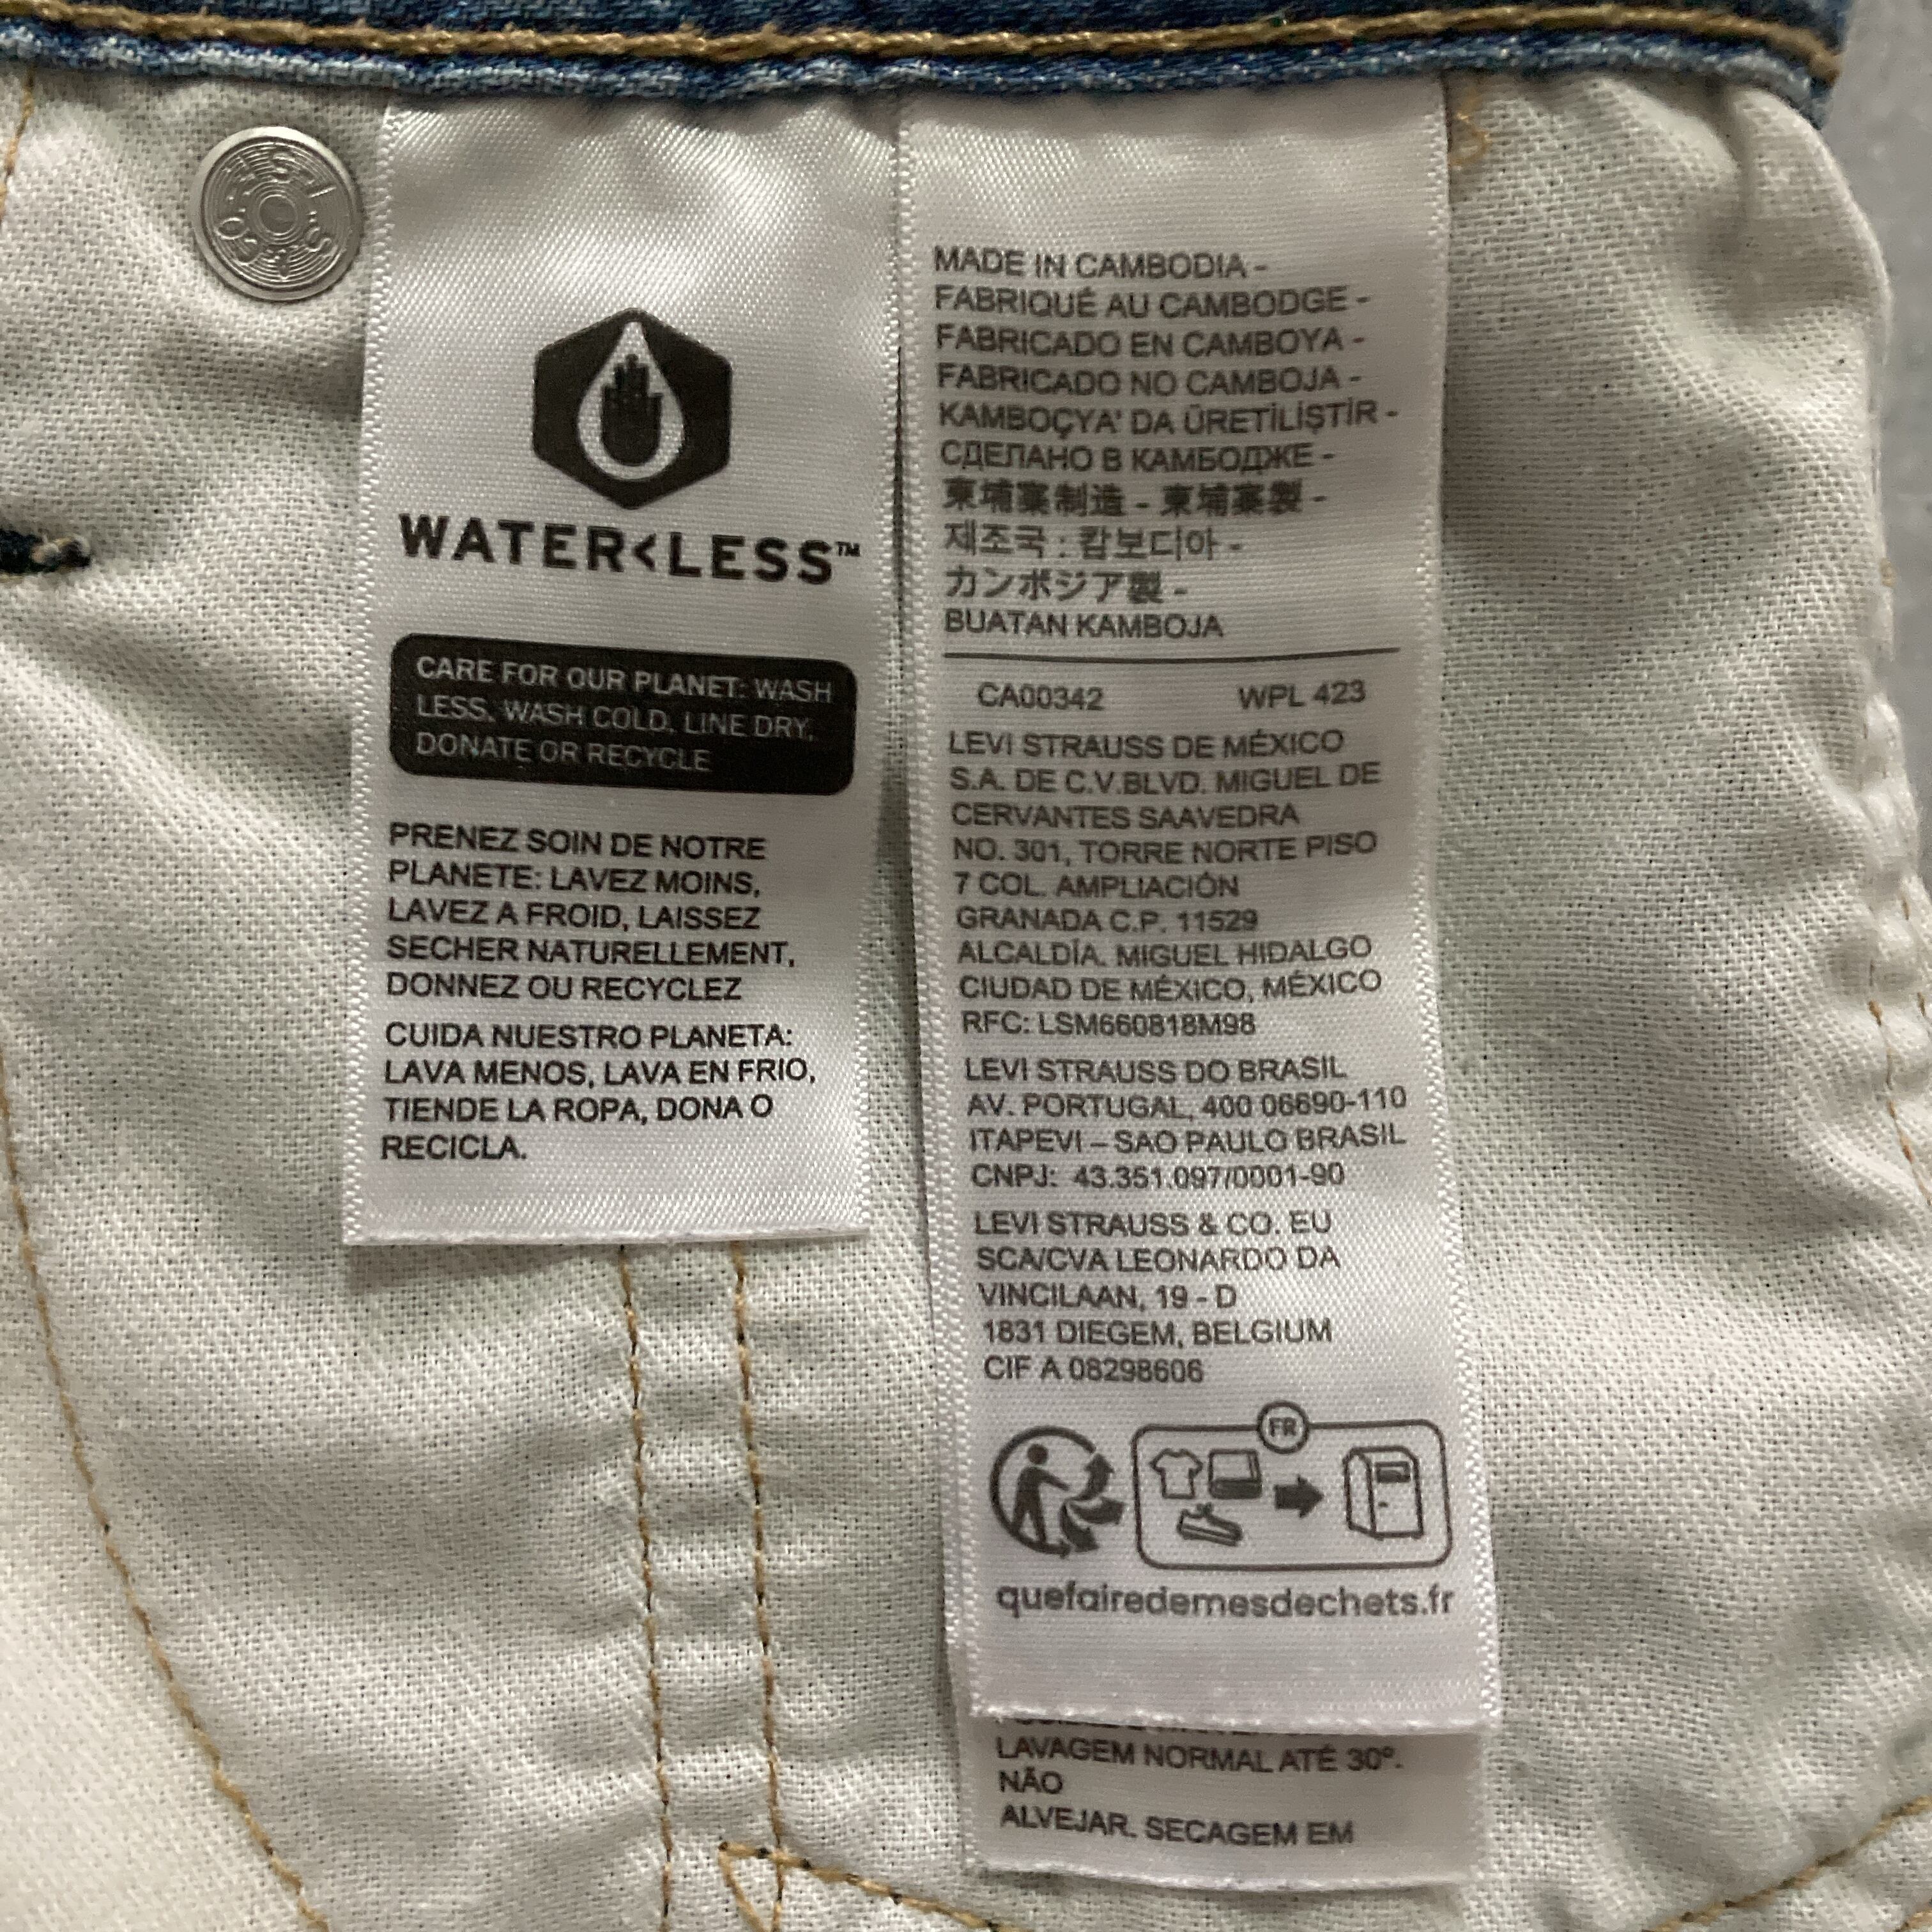 WATER<LESS™
CARE FOR OUR PLANET: WASH
LESS, WASH COLD, LINE DRY,
DONATE OR RECYCLE
PRENEZ SOIN DE NOTRE
PLANETE: LAVEZ MOINS,
LAVEZ A FROID, LAISSEZ
SECHER NATURELLEMENT,
DONNEZ OU RECYCLEZ
CUIDA NUESTRO PLANETA:
LAVA MENOS, LAVA EN FRIO,
TIENDE LA ROPA, DONA O
RECICLA.
MADE IN CAMBODIA -
FABRIQUÉ AU CAMBODGE -
FABRICADO EN CAMBOYA -
FABRICADO NO CAMBOJA -
KAMBOÇYA' DA ÜRETİLİŞTİR -
СДЕЛАНО В КАМБОДЖЕ -
柬埔寨制造 - 柬埔寨製 -
제조국 : 캄보디아 -
カンボジア製 -
BUATAN KAMBOJA
CA00342 WPL 423
LEVI STRAUSS DE MÉXICO
S.A. DE C.V.BLVD. MIGUEL DE
CERVANTES SAAVEDRA
NO. 301, TORRE NORTE PISO
7 COL. AMPLIACIÓN
GRANADA C.P. 11529
ALCALDÍA. MIGUEL HIDALGO
CIUDAD DE MÉXICO, MÉXICO
RFC: LSM660818M98
LEVI STRAUSS DO BRASIL
AV. PORTUGAL, 400 06690-110
ITAPEVI – SAO PAULO BRASIL
CNPJ: 43.351.097/0001-90
LEVI STRAUSS & CO. EU
SCA/CVA LEONARDO DA
VINCILAAN, 19 - D
1831 DIEGEM, BELGIUM
CIF A 08298606
FR
quefairedemesdechets.fr
LAVAGEM NORMAL ATÉ 30º.
NÃO
ALVEJAR. SECAGEM EM